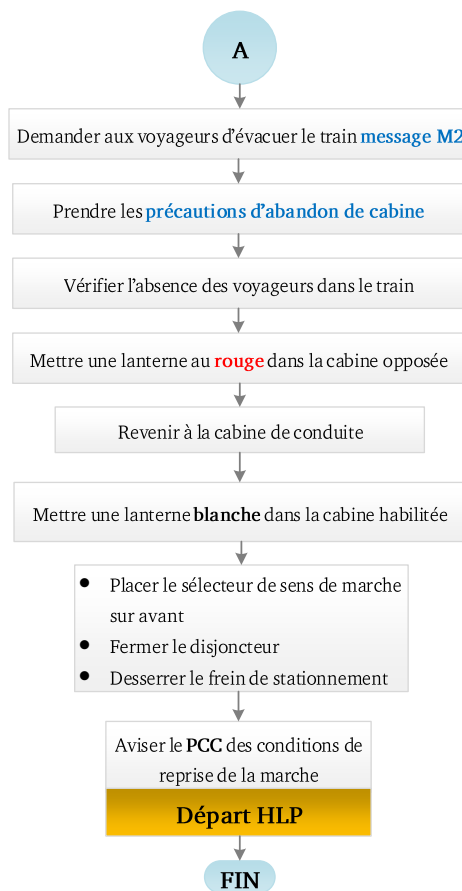 A
Demander aux voyageurs d'évacuer le train message M2
Prendre les précautions d'abandon de cabine
Vérifier l'absence des voyageurs dans le train
Mettre une lanterne au rouge dans la cabine opposée
Revenir à la cabine de conduite
Mettre une lanterne blanche dans la cabine habilitée
● Placer le sélecteur de sens de marche
sur avant
● Fermer le disjoncteur
● Desserrer le frein de stationnement
Aviser le PCC des conditions de
reprise de la marche
Départ HLP
FIN